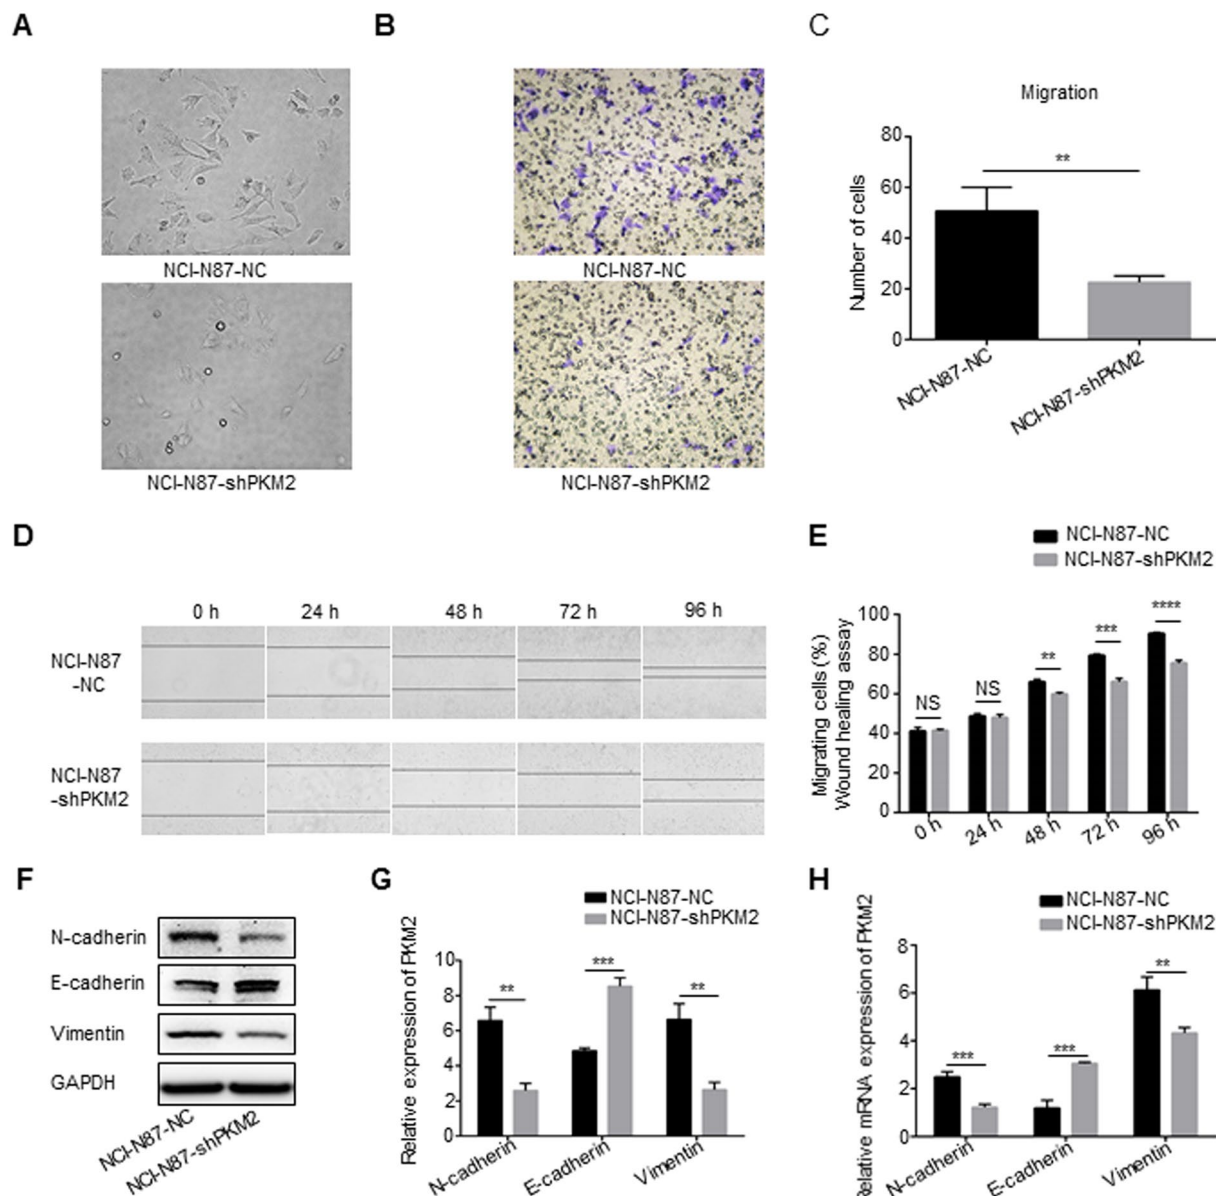 A
B
C
NCI-N87-NC
NCI-N87-shPKM2
NCI-N87-NC
NCI-N87-shPKM2
Migration
80
60
40
20
0
Number of cells
**
NCI-N87-NC
NCI-N87-shPKM2
D
0 h
24 h
48 h
72 h
96 h
NCI-N87
-NC
NCI-N87
-shPKM2
E
NCI-N87-NC
NCI-N87-shPKM2
Migrating cells (%)
Wound healing assay
100
80
60
40
20
0
NS
NS
**
***
****
0 h
24 h
48 h
72 h
96 h
F
N-cadherin
E-cadherin
Vimentin
GAPDH
NCI-N87-NC
NCI-N87-shPKM2
G
NCI-N87-NC
NCI-N87-shPKM2
Relative expression of PKM2
10
8
6
4
2
0
**
***
**
N-cadherin
E-cadherin
Vimentin
H
NCI-N87-NC
NCI-N87-shPKM2
Relative mRNA expression of PKM2
8
6
4
2
0
***
***
**
N-cadherin
E-cadherin
Vimentin